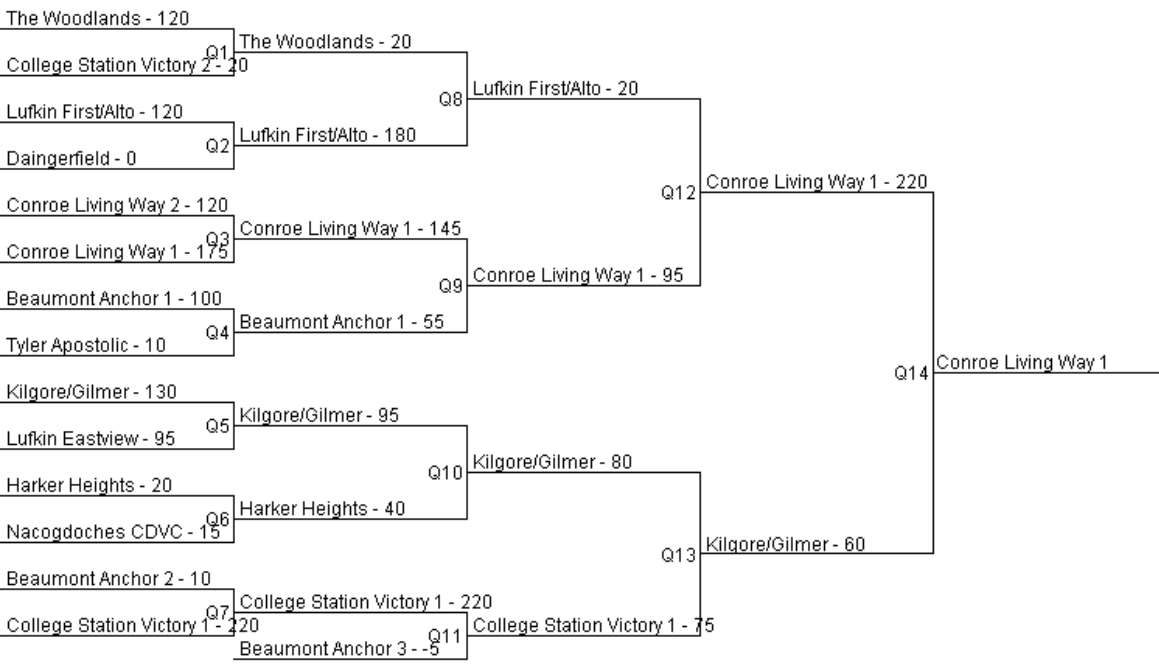 The Woodlands - 120
Q1
College Station Victory 2 - 20
The Woodlands - 20
Q8
Lufkin First/Alto - 120
Q2
Daingerfield - 0
Lufkin First/Alto - 180
Lufkin First/Alto - 20
Q12
Conroe Living Way 2 - 120
Q3
Conroe Living Way 1 - 175
Conroe Living Way 1 - 145
Q9
Beaumont Anchor 1 - 100
Q4
Tyler Apostolic - 10
Beaumont Anchor 1 - 55
Conroe Living Way 1 - 95
Conroe Living Way 1 - 220
Q14
Conroe Living Way 1
Kilgore/Gilmer - 130
Q5
Lufkin Eastview - 95
Kilgore/Gilmer - 95
Q10
Harker Heights - 20
Q6
Nacogdoches CDVC - 15
Harker Heights - 40
Kilgore/Gilmer - 80
Q13
Kilgore/Gilmer - 60
Beaumont Anchor 2 - 10
Q7
College Station Victory 1 - 220
College Station Victory 1 - 220
Q11
Beaumont Anchor 3 - -5
College Station Victory 1 - 75